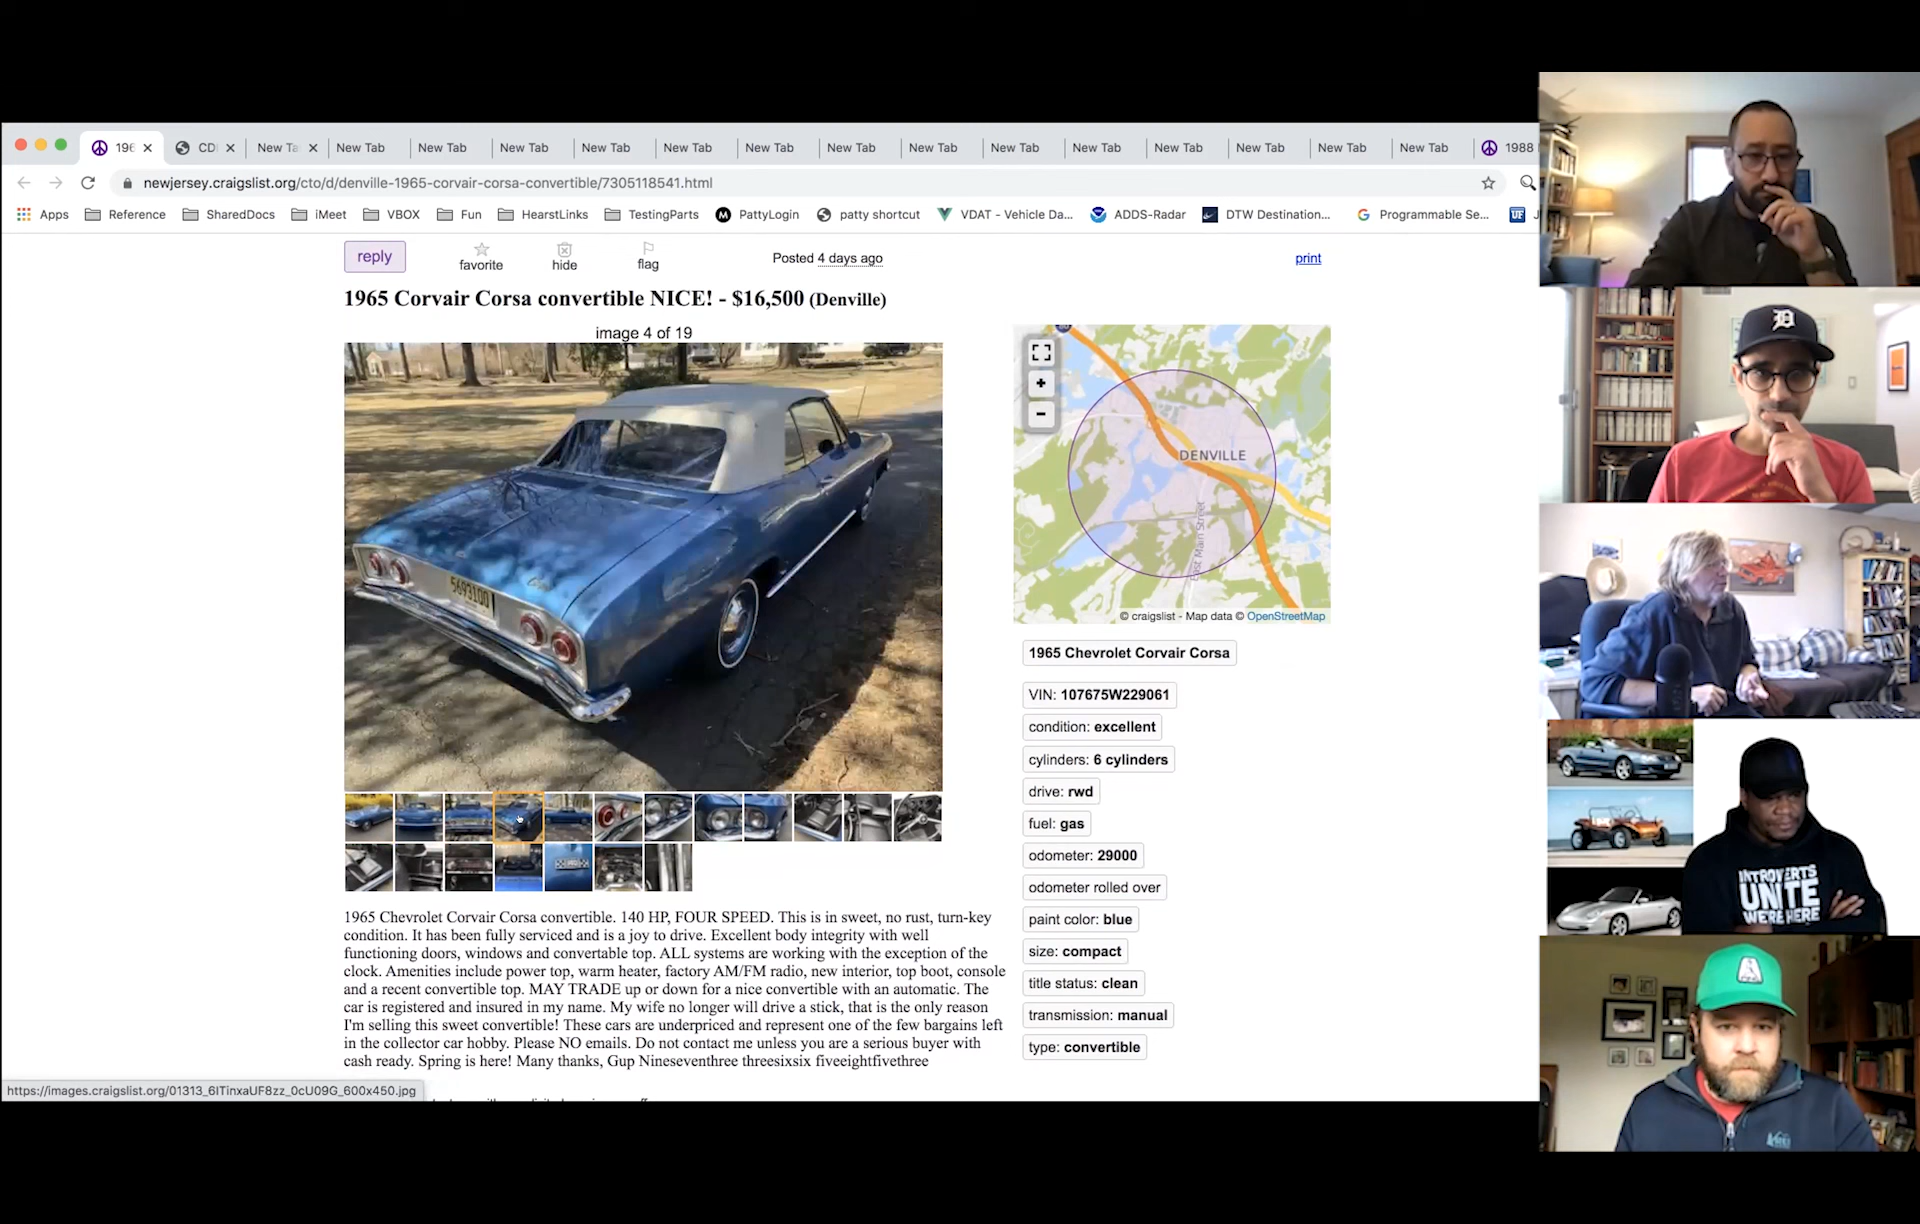 196
CD
New Ta
New Tab
New Tab
New Tab
New Tab
New Tab
New Tab
New Tab
New Tab
New Tab
New Tab
New Tab
New Tab
New Tab
New Tab
1988
newjersey.craigslist.org/cto/d/denville-1965-corvair-corsa-convertible/7305118541.html
Apps
Reference
SharedDocs
iMeet
VBOX
Fun
HearstLinks
TestingParts
M
PattyLogin
patty shortcut
VDAT - Vehicle Da...
ADDS-Radar
DTW Destination...
G
Programmable Se...
UF
reply
favorite
hide
flag
Posted 4 days ago
print
1965 Corvair Corsa convertible NICE! - $16,500 (Denville)
image 4 of 19
5693100
+
-
DENVILLE
East Main Street
© craigslist - Map data © OpenStreetMap
1965 Chevrolet Corvair Corsa
VIN: 107675W229061
condition: excellent
cylinders: 6 cylinders
drive: rwd
fuel: gas
odometer: 29000
odometer rolled over
paint color: blue
size: compact
title status: clean
transmission: manual
type: convertible
1965 Chevrolet Corvair Corsa convertible. 140 HP, FOUR SPEED. This is in sweet, no rust, turn-key
condition. It has been fully serviced and is a joy to drive. Excellent body integrity with well
functioning doors, windows and convertable top. ALL systems are working with the exception of the
clock. Amenities include power top, warm heater, factory AM/FM radio, new interior, top boot, console
and a recent convertible top. MAY TRADE up or down for a nice convertible with an automatic. The
car is registered and insured in my name. My wife no longer will drive a stick, that is the only reason
I'm selling this sweet convertible! These cars are underpriced and represent one of the few bargains left
in the collector car hobby. Please NO emails. Do not contact me unless you are a serious buyer with
cash ready. Spring is here! Many thanks, Gup Nineseventhree threesixsix fiveeightfivethree
https://images.craigslist.org/01313_6ITinxaUF8zz_0cU09G_600x450.jpg
D
INTROVERTS
UNITE
WE'RE HERE
REI